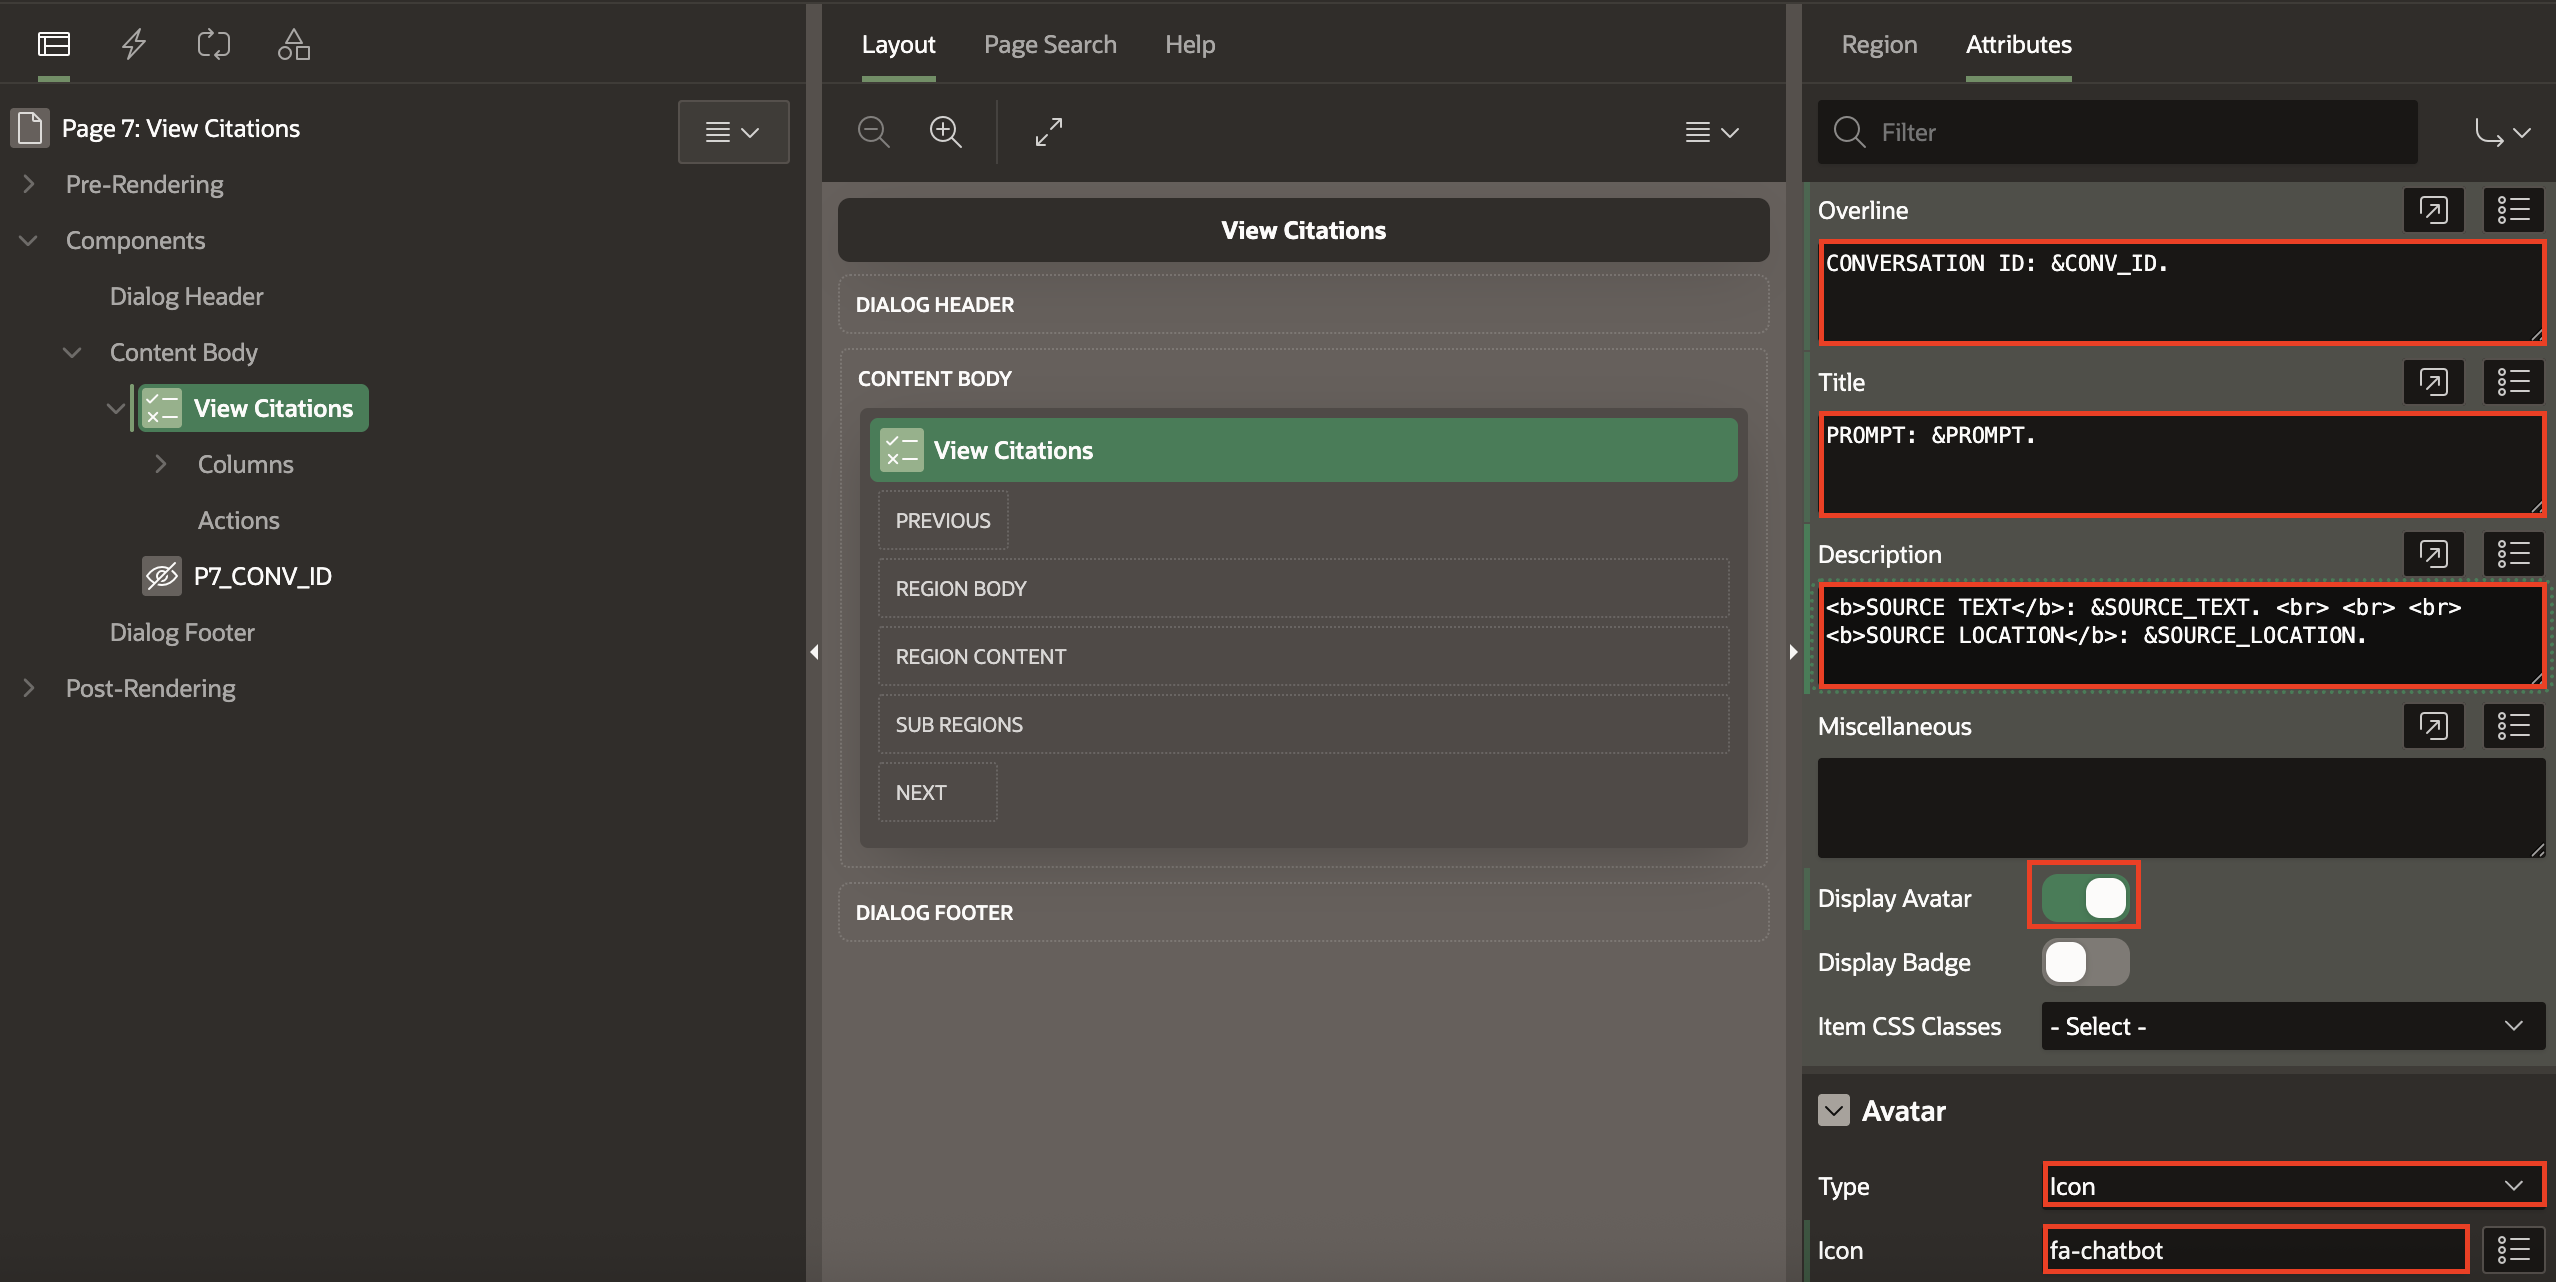 Page 7: View Citations
Pre-Rendering
Components
Dialog Header
Content Body
View Citations
Columns
Actions
P7_CONV_ID
Dialog Footer
Post-Rendering
Layout
Page Search
Help
View Citations
DIALOG HEADER
CONTENT BODY
View Citations
PREVIOUS
REGION BODY
REGION CONTENT
SUB REGIONS
NEXT
DIALOG FOOTER
Region
Attributes
Filter
Overline
CONVERSATION ID: &CONV_ID.
Title
PROMPT: &PROMPT.
Description
<b>SOURCE TEXT</b>: &SOURCE_TEXT. <br> <br> <br>
<b>SOURCE LOCATION</b>: &SOURCE_LOCATION.
Miscellaneous
Display Avatar
Display Badge
Item CSS Classes
- Select -
Avatar
Type
Icon
Icon
fa-chatbot